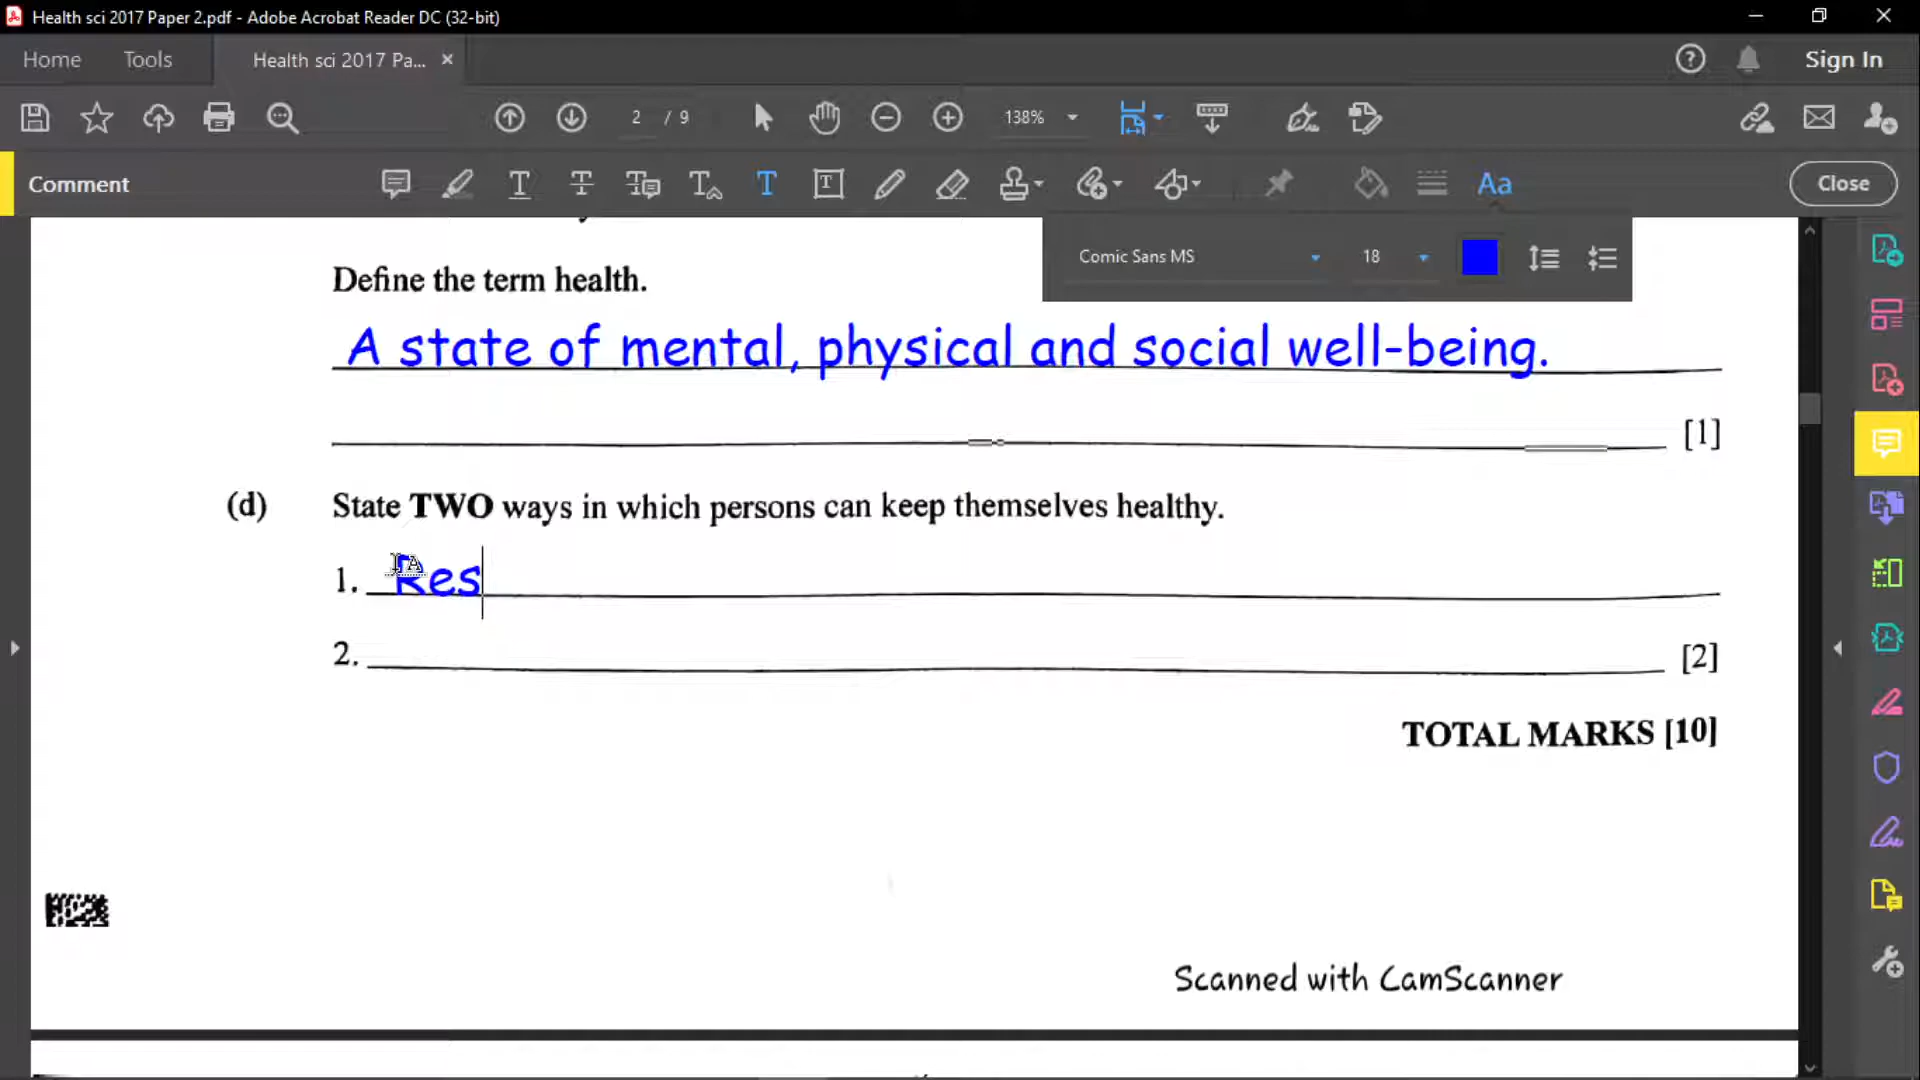 Health sci 2017 Paper 2.pdf - Adobe Acrobat Reader DC (32-bit)
Home Tools Health sci 2017 Pa... × Sign In
2 / 9 138%
Comment Close
Comic Sans MS 18
Define the term health.
A state of mental, physical and social well-being.
[1]
(d) State TWO ways in which persons can keep themselves healthy.
1. Res
2. [2]
TOTAL MARKS [10]
Scanned with CamScanner